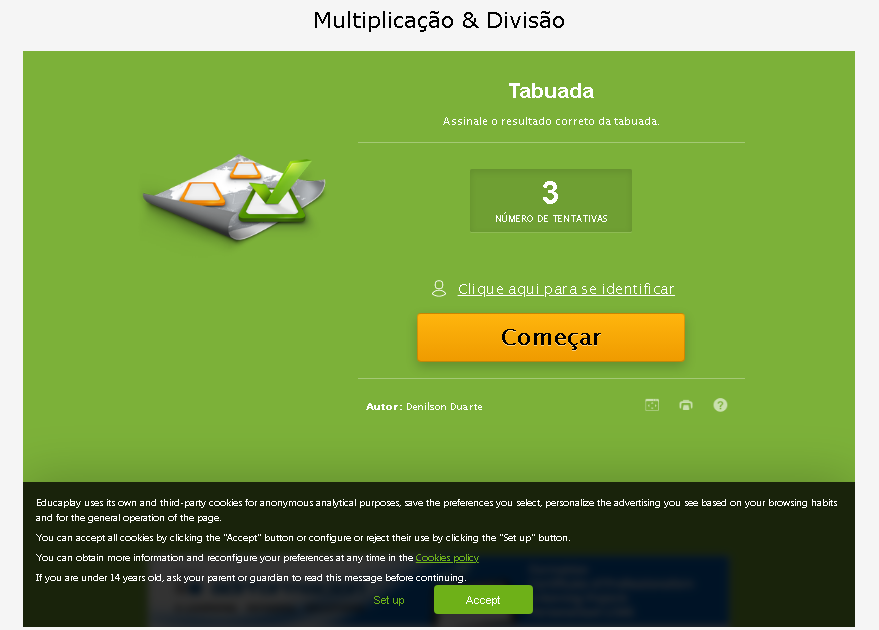 Multiplicação & Divisão
Tabuada
Assinale o resultado correto da tabuada.
3
NÚMERO DE TENTATIVAS
Clique aqui para se identificar
Começar
Autor: Denilson Duarte
Educaplay uses its own and third-party cookies for anonymous analytical purposes, save the preferences you select, personalize the advertising you see based on your browsing habits
and for the general operation of the page.
You can accept all cookies by clicking the "Accept" button or configure or reject their use by clicking the "Set up" button.
You can obtain more information and reconfigure your preferences at any time in the Cookies policy
If you are under 14 years old, ask your parent or guardian to read this message before continuing.
Set up
Accept